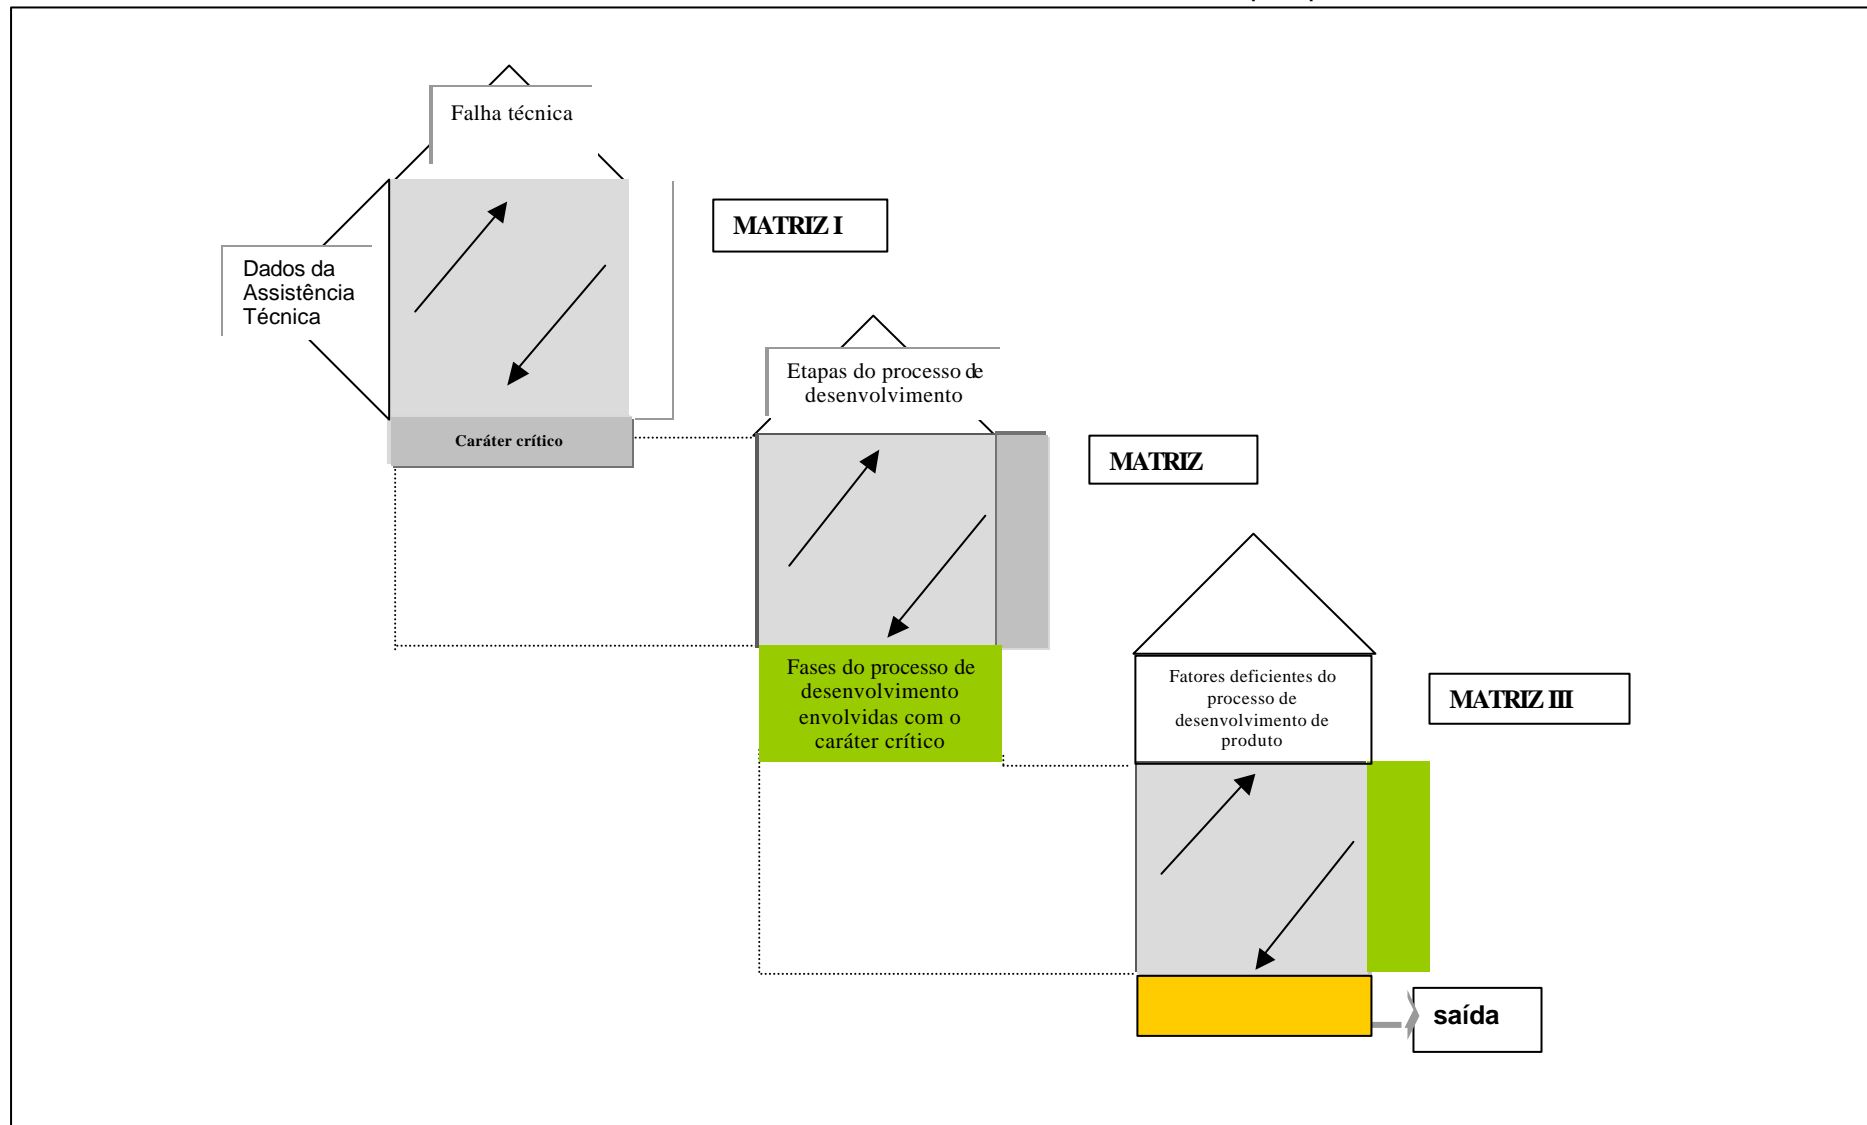 Falha técnica
MATRIZ I
Dados da
Assistência
Técnica
Etapas do processo de
desenvolvimento
Caráter crítico
MATRIZ
Fases do processo de
desenvolvimento
envolvidas com o
caráter crítico
Fatores deficientes do
processo de
desenvolvimento de
produto
MATRIZ III
saída